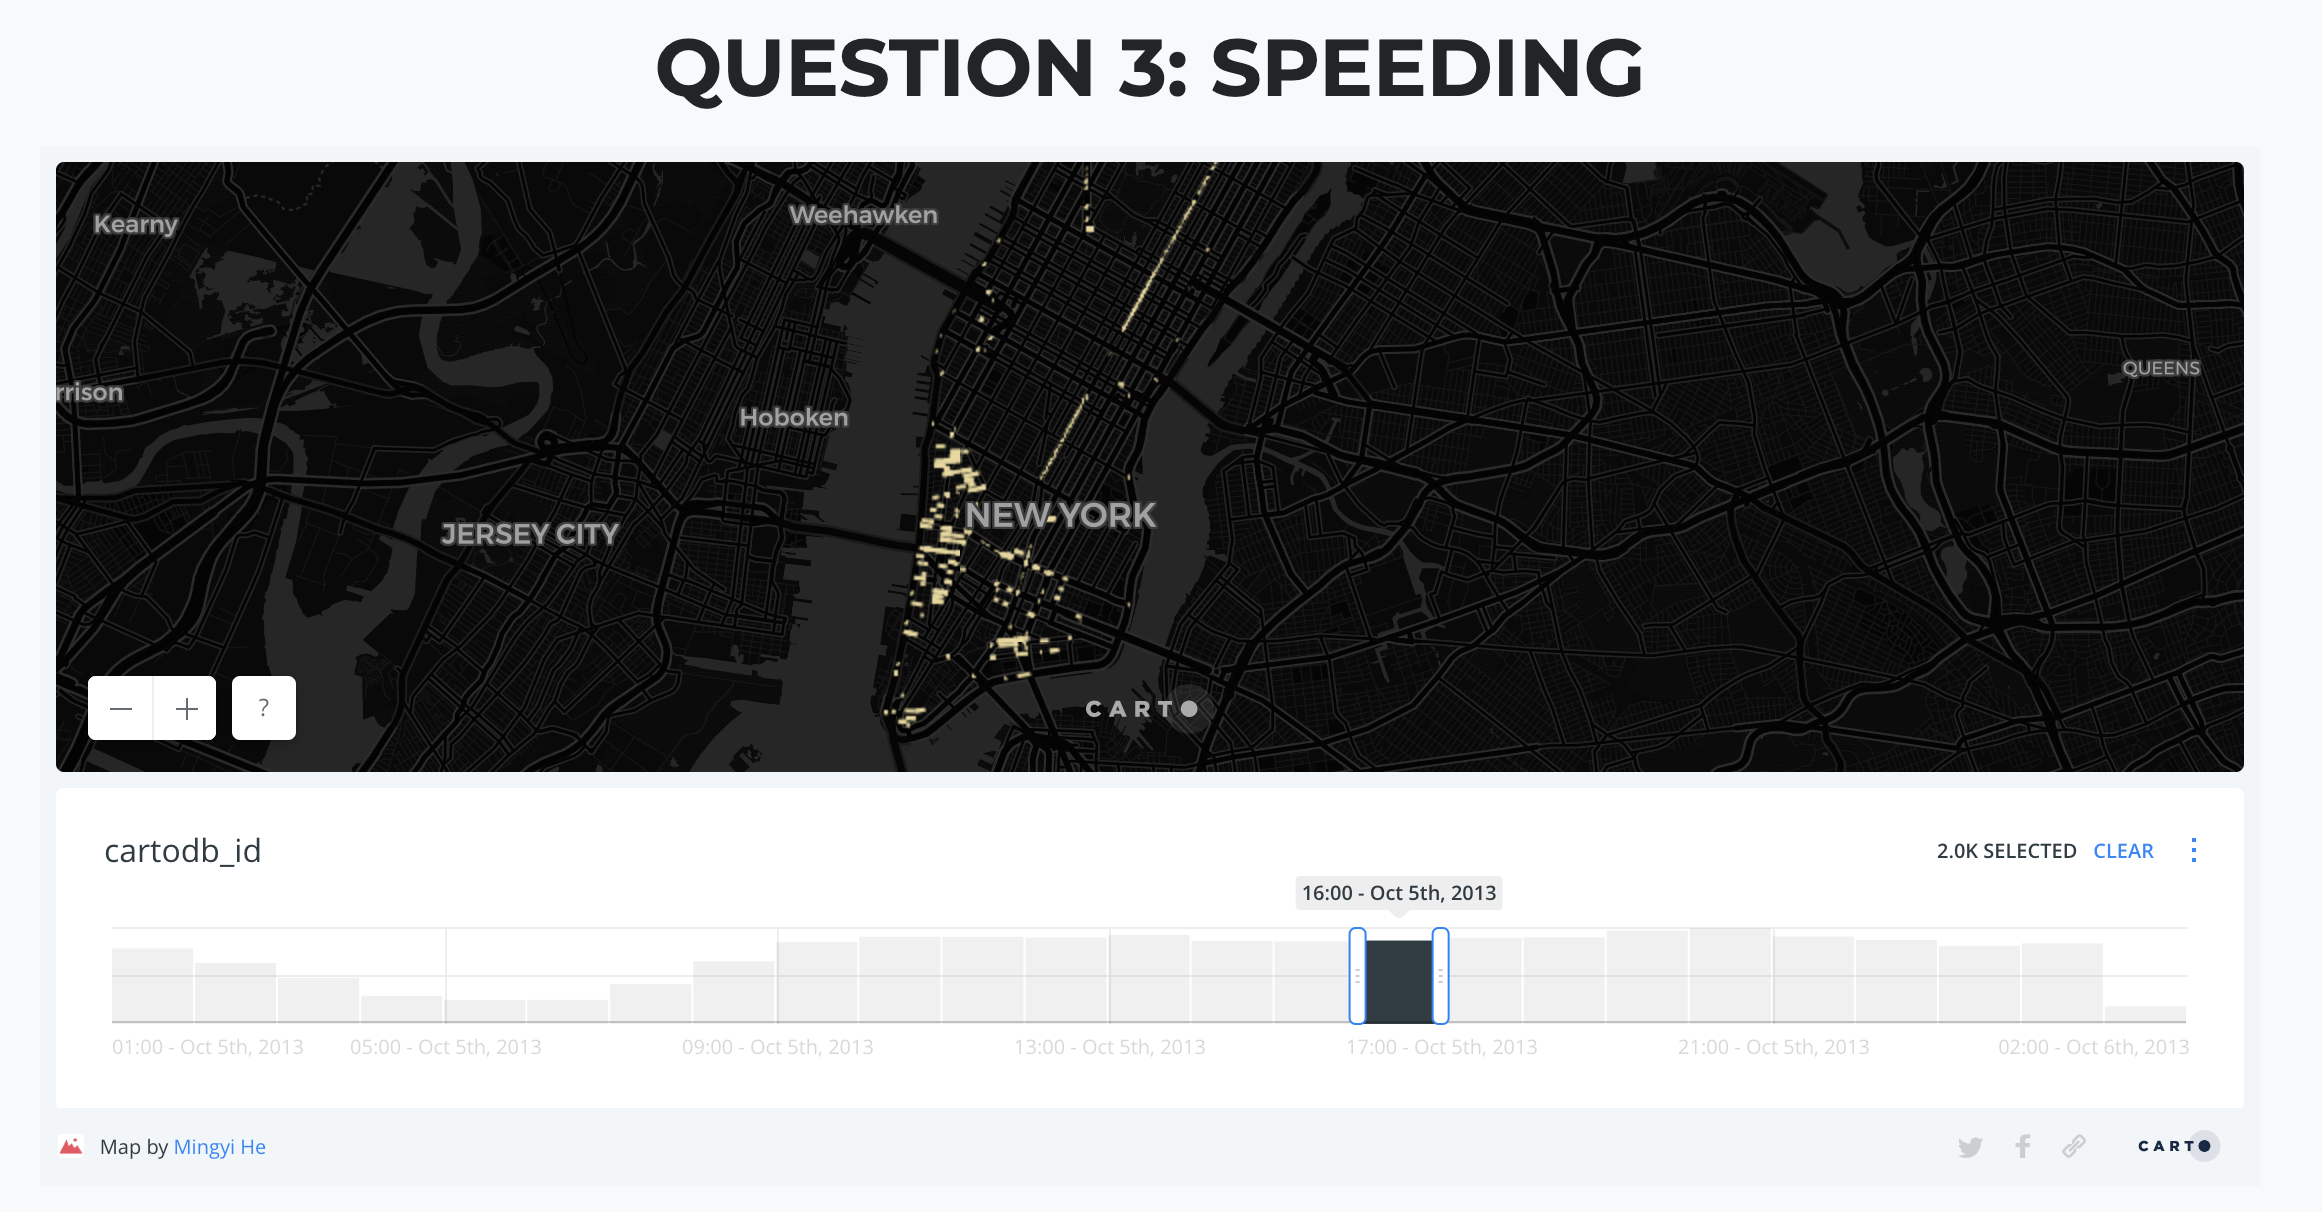 QUESTION 3: SPEEDING
Kearny
Weehawken
QUEENS
rrison
Hoboken
NEW YORK
JERSEY CITY
?
CARTO
cartodb_id
2.0K SELECTED CLEAR
16:00 - Oct 5th, 2013
01:00 - Oct 5th, 2013 05:00 - Oct 5th, 2013 09:00 - Oct 5th, 2013 13:00 - Oct 5th, 2013 17:00 - Oct 5th, 2013 21:00 - Oct 5th, 2013 02:00 - Oct 6th, 2013
Map by Mingyi He
CARTO